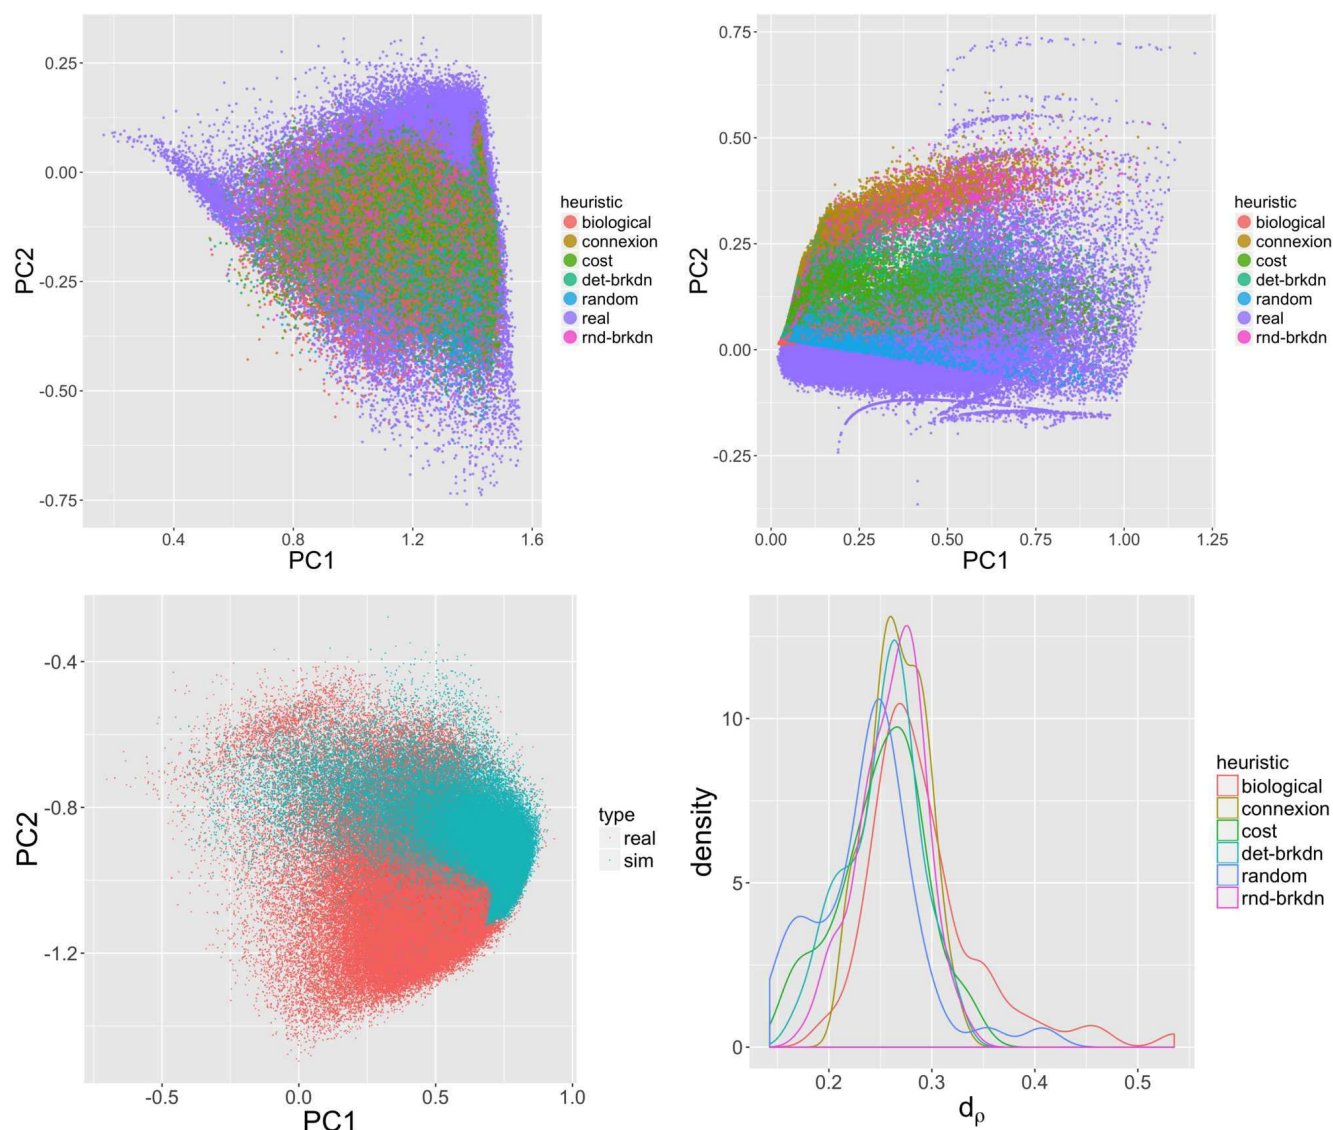 0.25
0.00
-0.25
-0.50
-0.75
PC2
0.4
0.8
1.2
1.6
PC1
heuristic
biological
connexion
cost
det-brkdn
random
real
rnd-brkdn
0.75
0.50
0.25
0.00
-0.25
PC2
0.00
0.25
0.50
0.75
1.00
1.25
PC1
heuristic
biological
connexion
cost
det-brkdn
random
real
rnd-brkdn
-0.4
-0.8
-1.2
PC2
-0.5
0.0
0.5
1.0
PC1
type
real
sim
10
5
0
density
0.2
0.3
0.4
0.5
dρ
heuristic
biological
connexion
cost
det-brkdn
random
rnd-brkdn